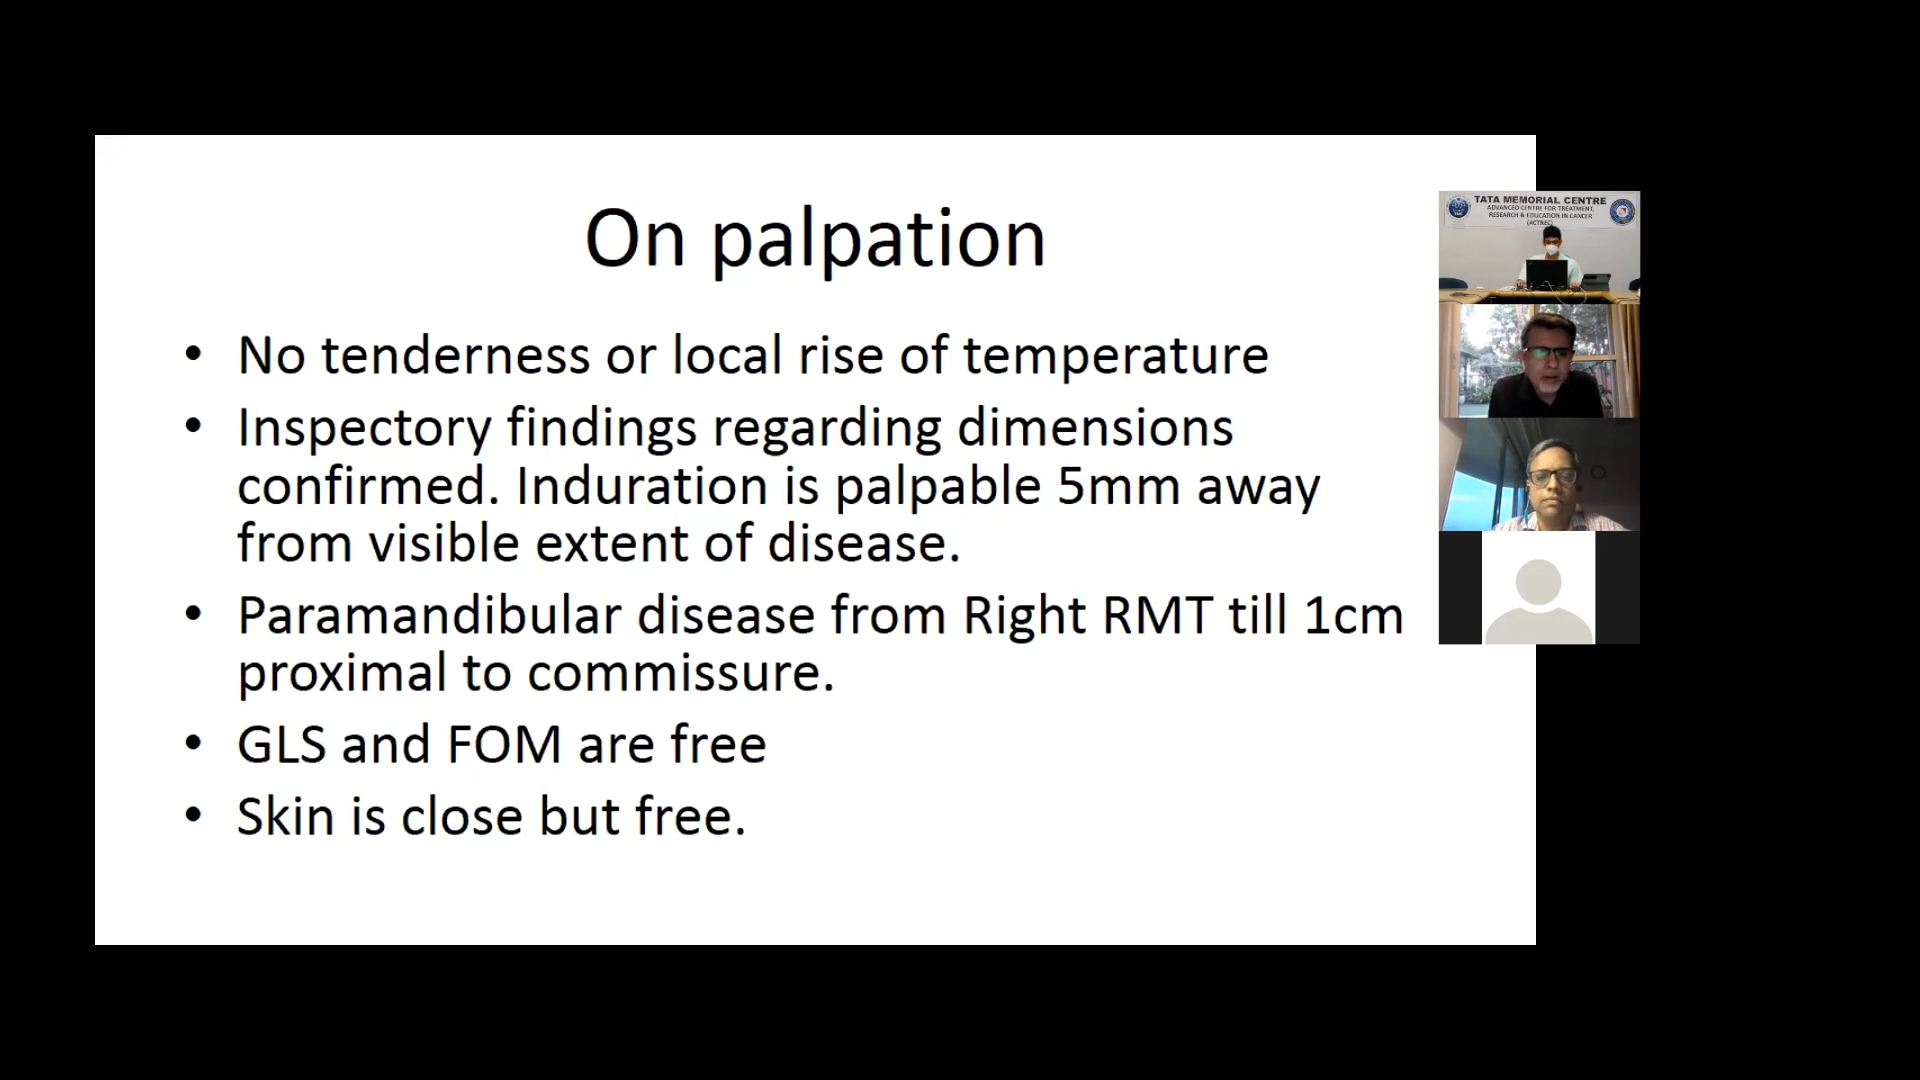 On palpation
• No tenderness or local rise of temperature
• Inspectory findings regarding dimensions
confirmed. Induration is palpable 5mm away
from visible extent of disease.
• Paramandibular disease from Right RMT till 1cm
proximal to commissure.
• GLS and FOM are free
• Skin is close but free.
TATA MEMORIAL CENTRE
ADVANCED CENTRE FOR TREATMENT,
RESEARCH & EDUCATION IN CANCER
(ACTREC)